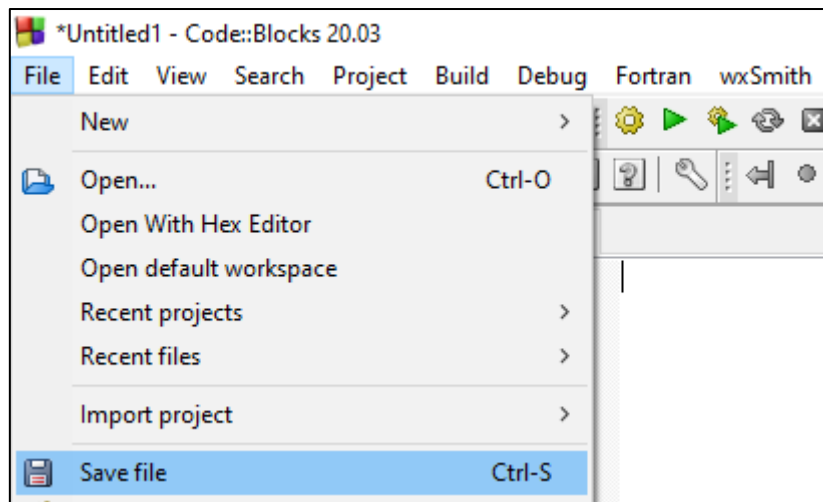 *Untitled1 - Code::Blocks 20.03
File Edit View Search Project Build Debug Fortran wxSmith
New
Open... Ctrl-O
Open With Hex Editor
Open default workspace
Recent projects
Recent files
Import project
Save file Ctrl-S